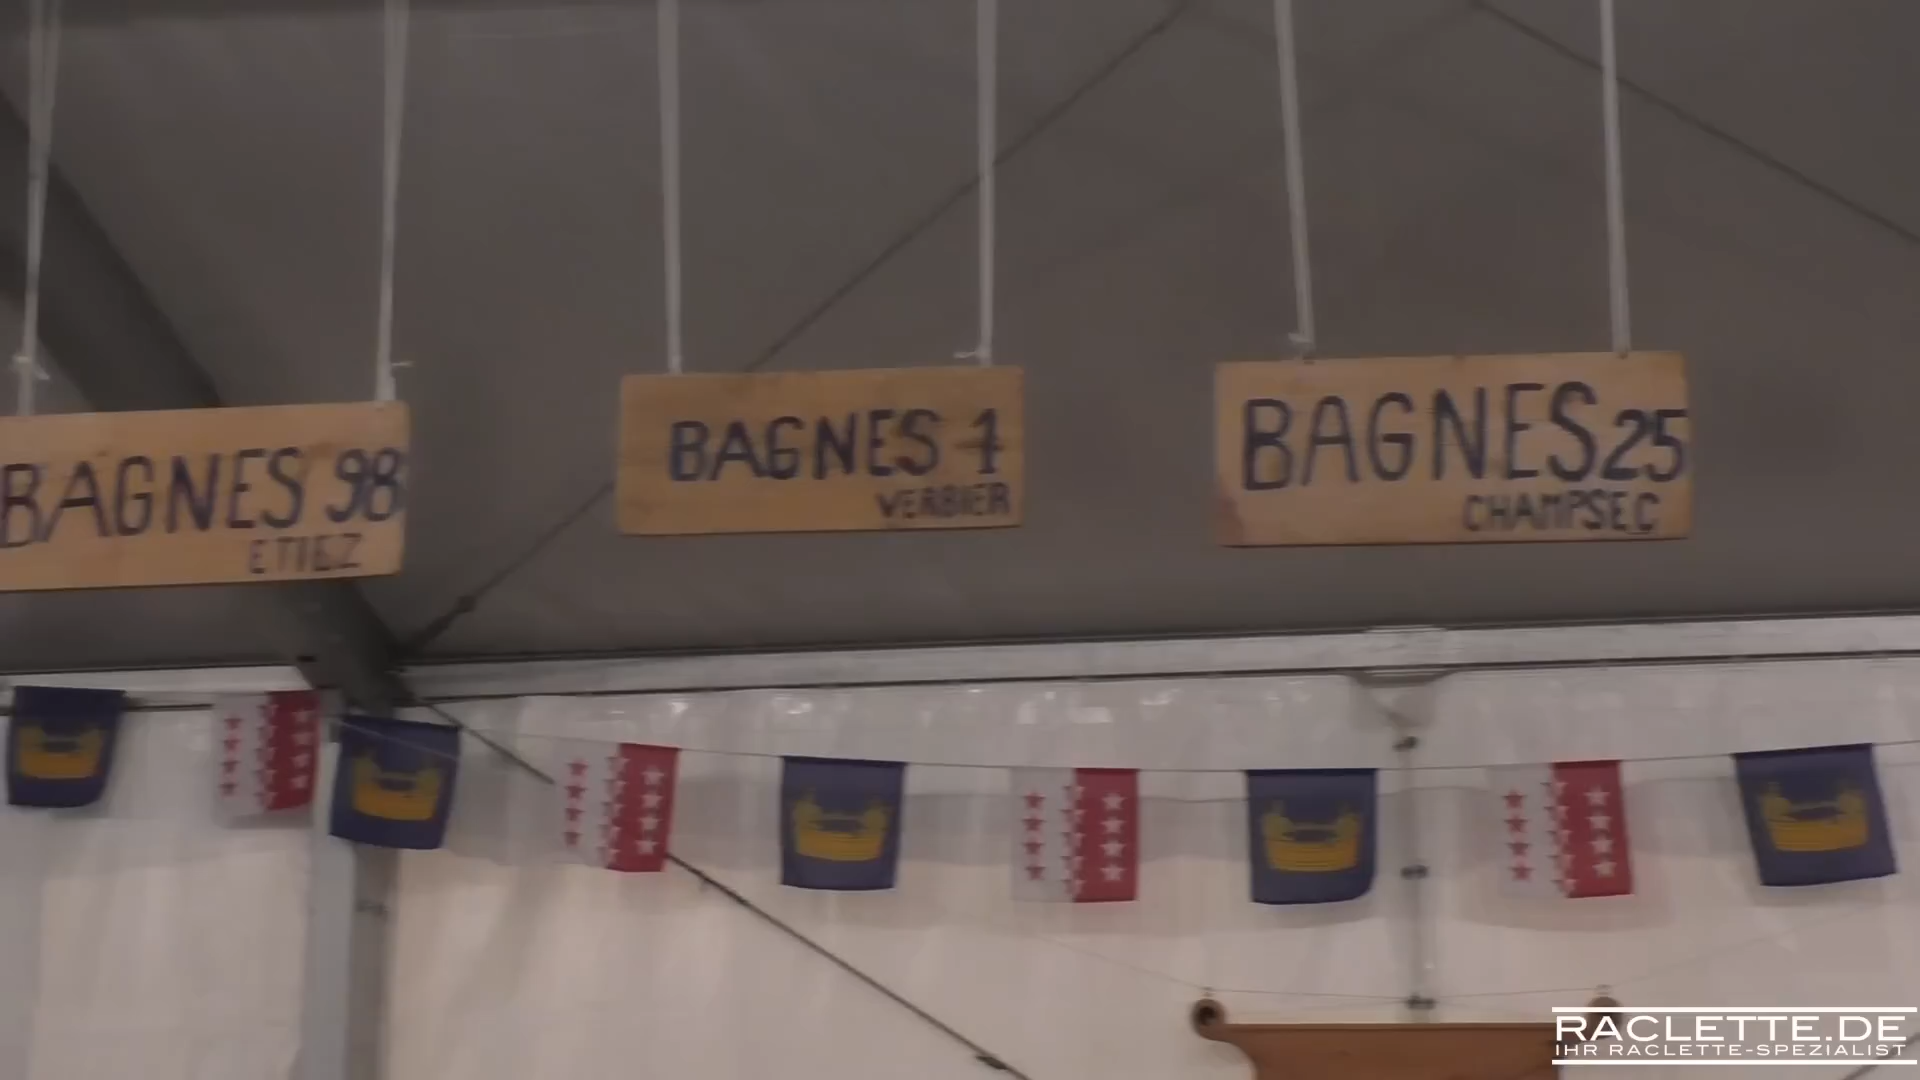 BAGNES 98
ETIEZ
BAGNES 1
VERBIER
BAGNES 25
CHAMPSEC
RACLETTE.DE
IHR RACLETTE-SPEZIALIST